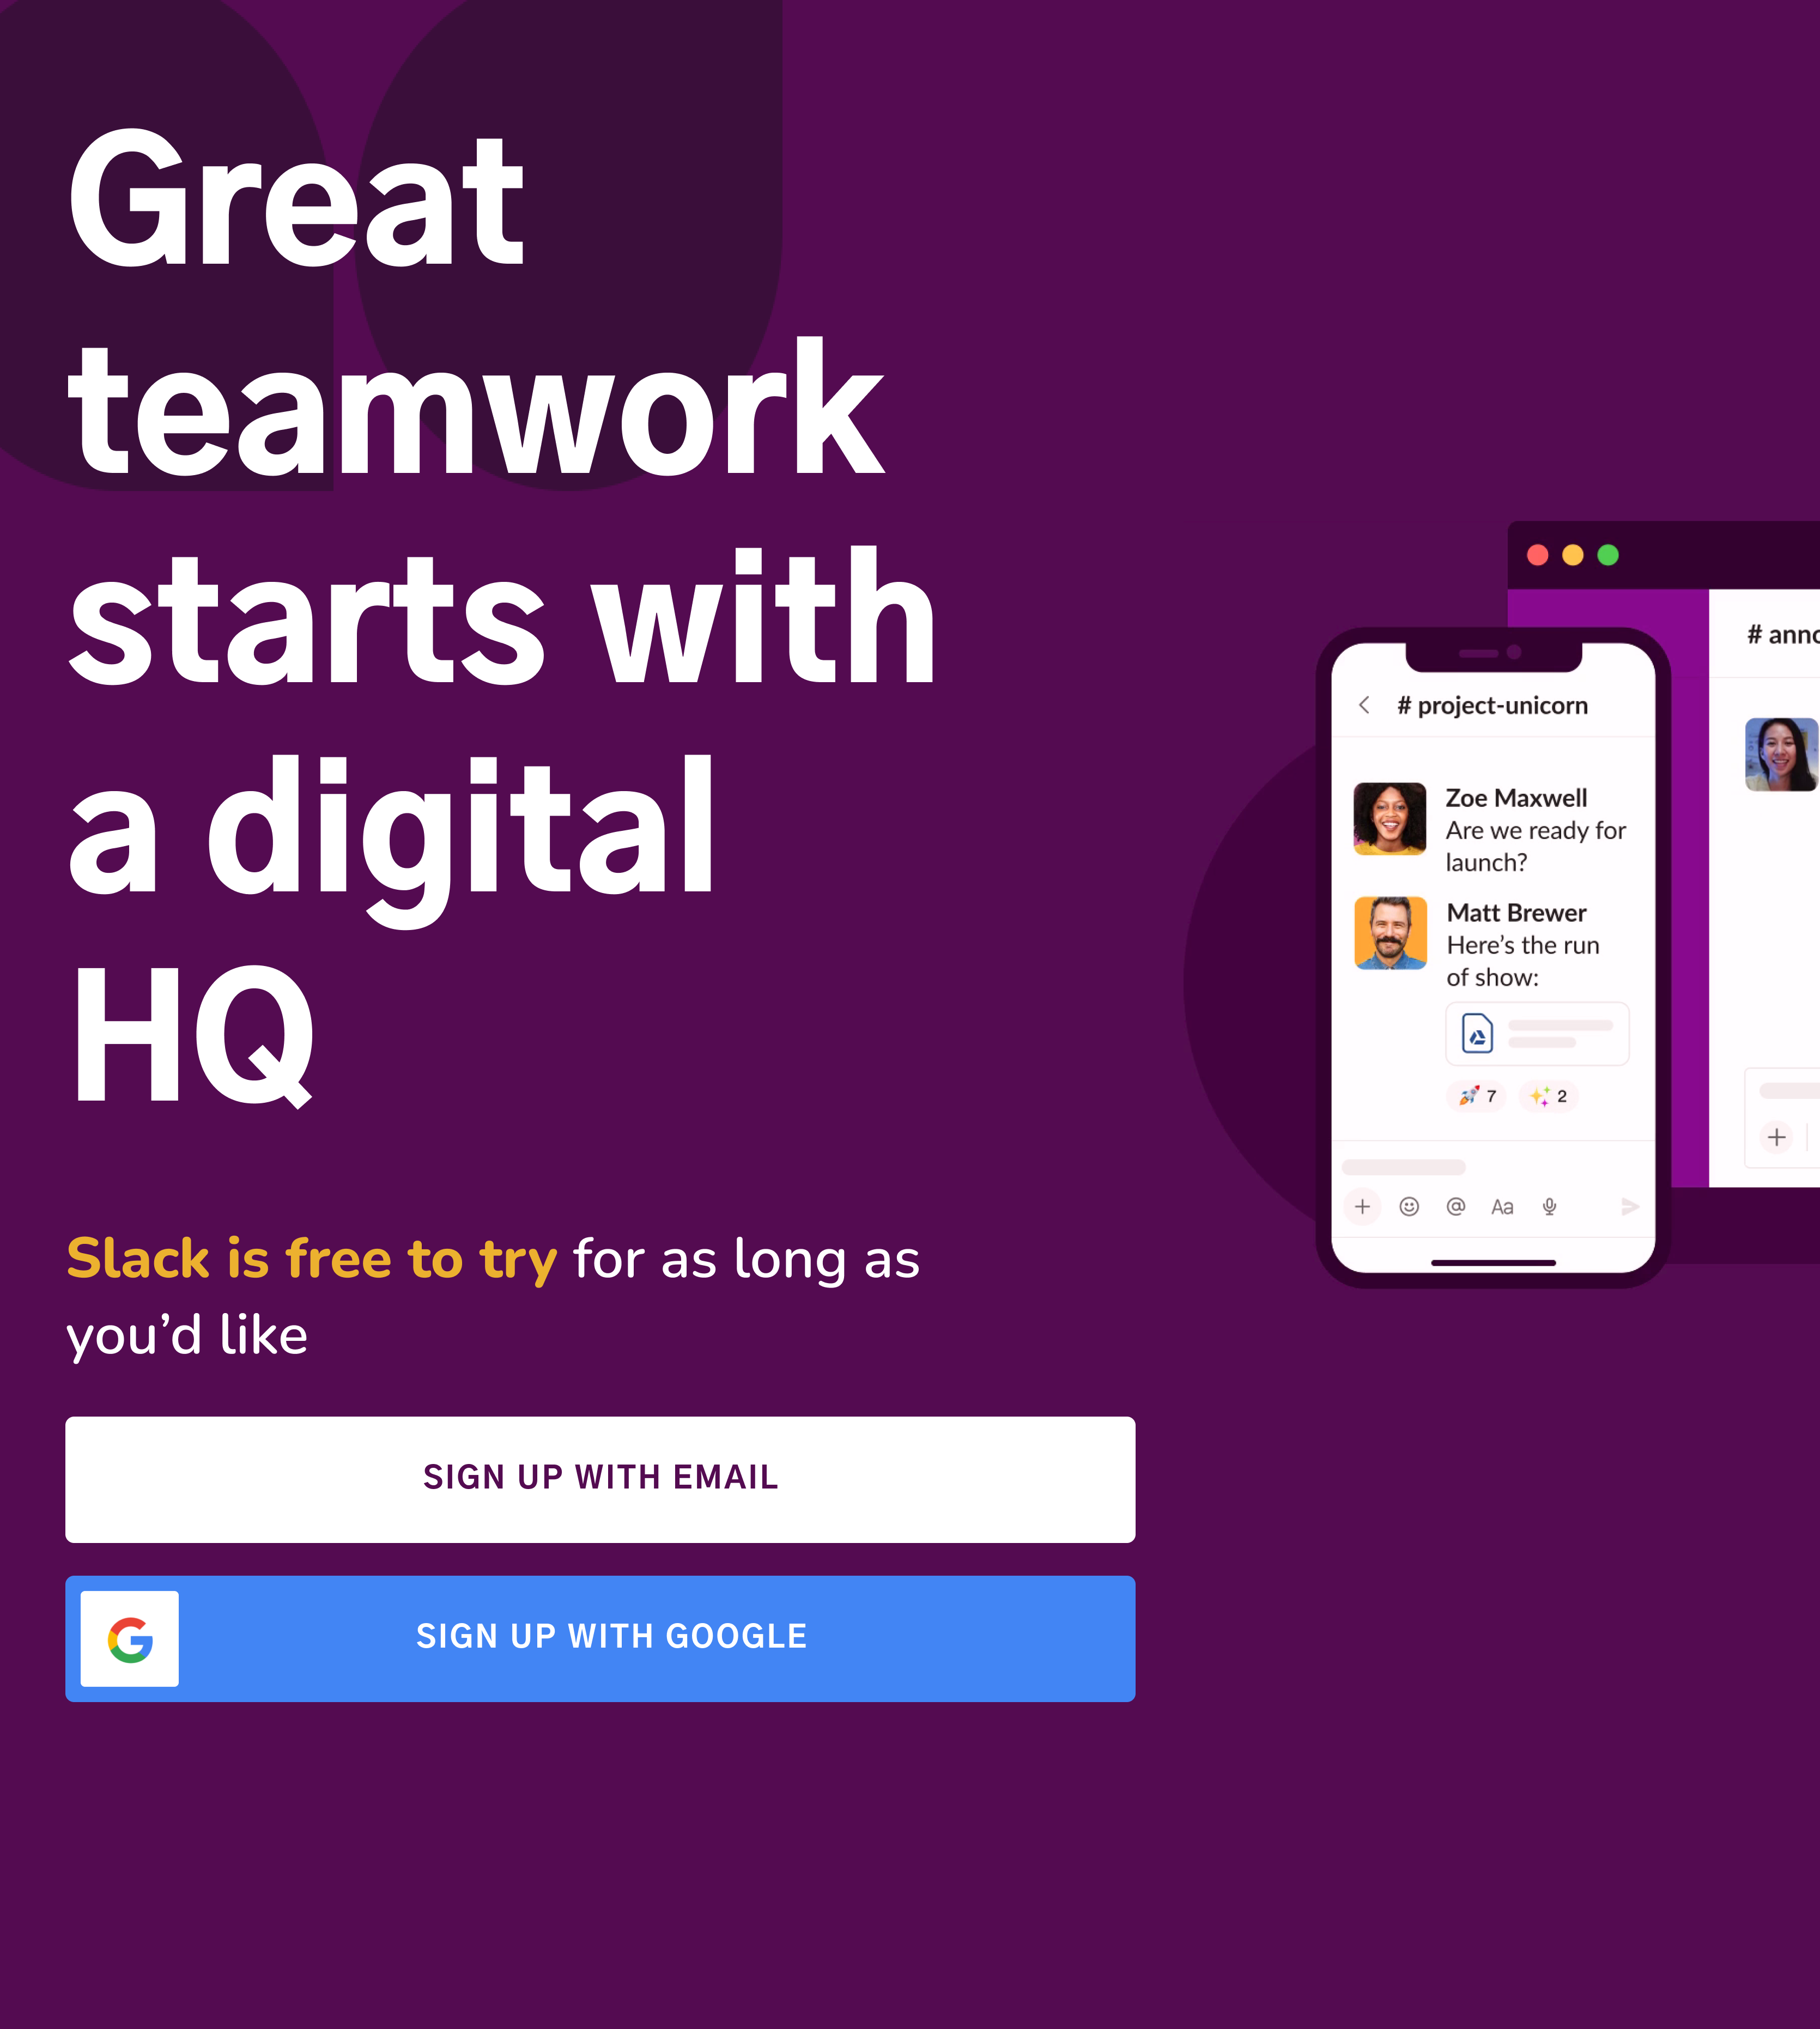 Great
teamwork
starts with
a digital
HQ
Slack is free to try for as long as
you’d like
SIGN UP WITH EMAIL
SIGN UP WITH GOOGLE
# project-unicorn
Zoe Maxwell
Are we ready for
launch?
Matt Brewer
Here’s the run
of show:
7 2
@ Aa
# anno